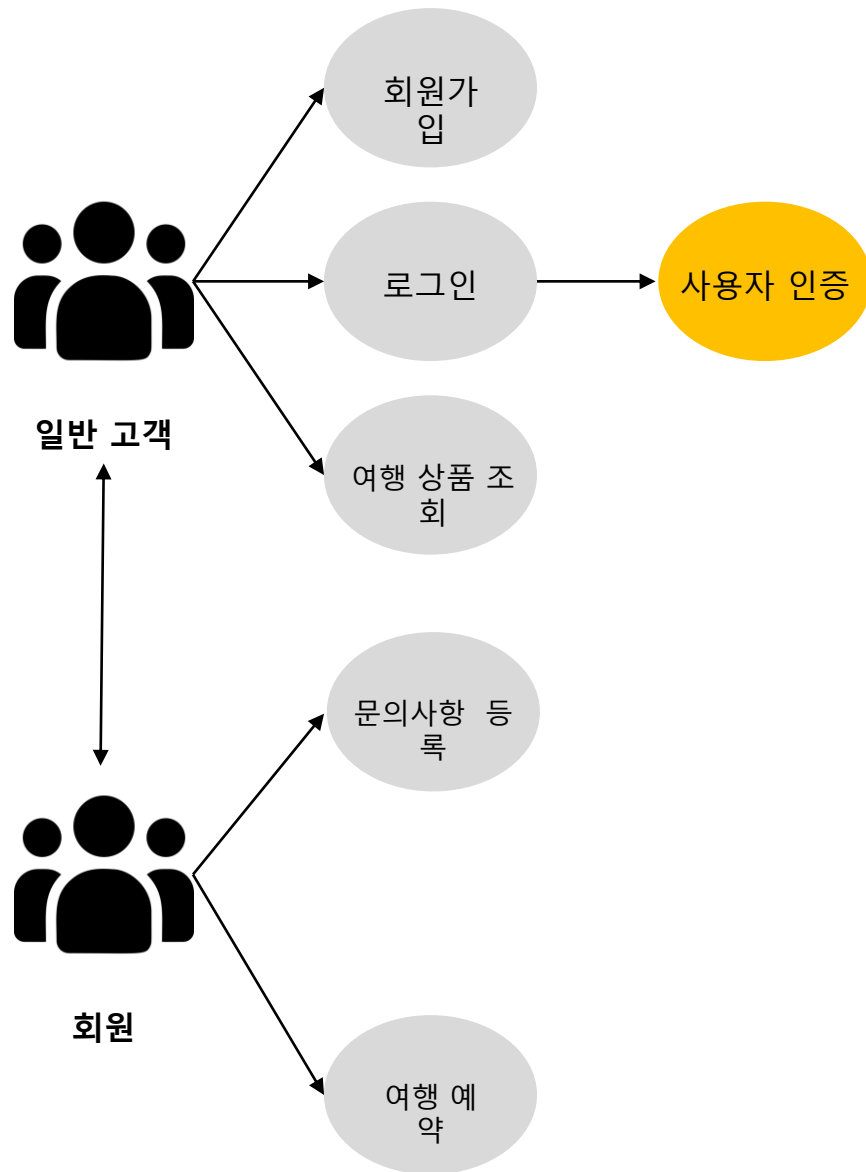 회원가
입
로그인
사용자 인증
일반 고객
여행 상품 조
회
문의사항  등
록
회원
여행 예
약